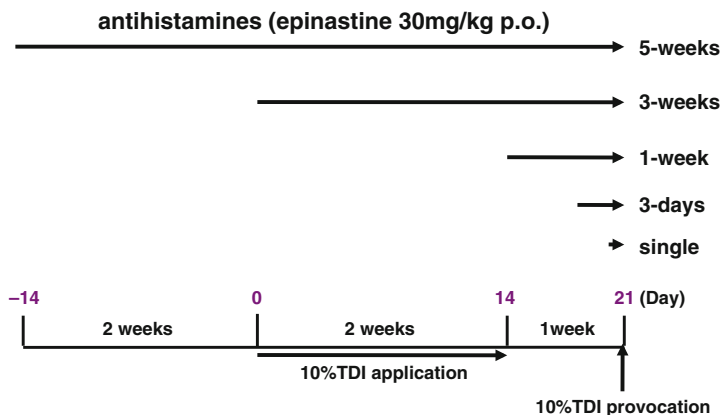 antihistamines (epinastine 30mg/kg p.o.)
5-weeks
3-weeks
1-week
3-days
single
–14 0 14 21 (Day)
2 weeks 2 weeks 1week
10%TDI application
10%TDI provocation